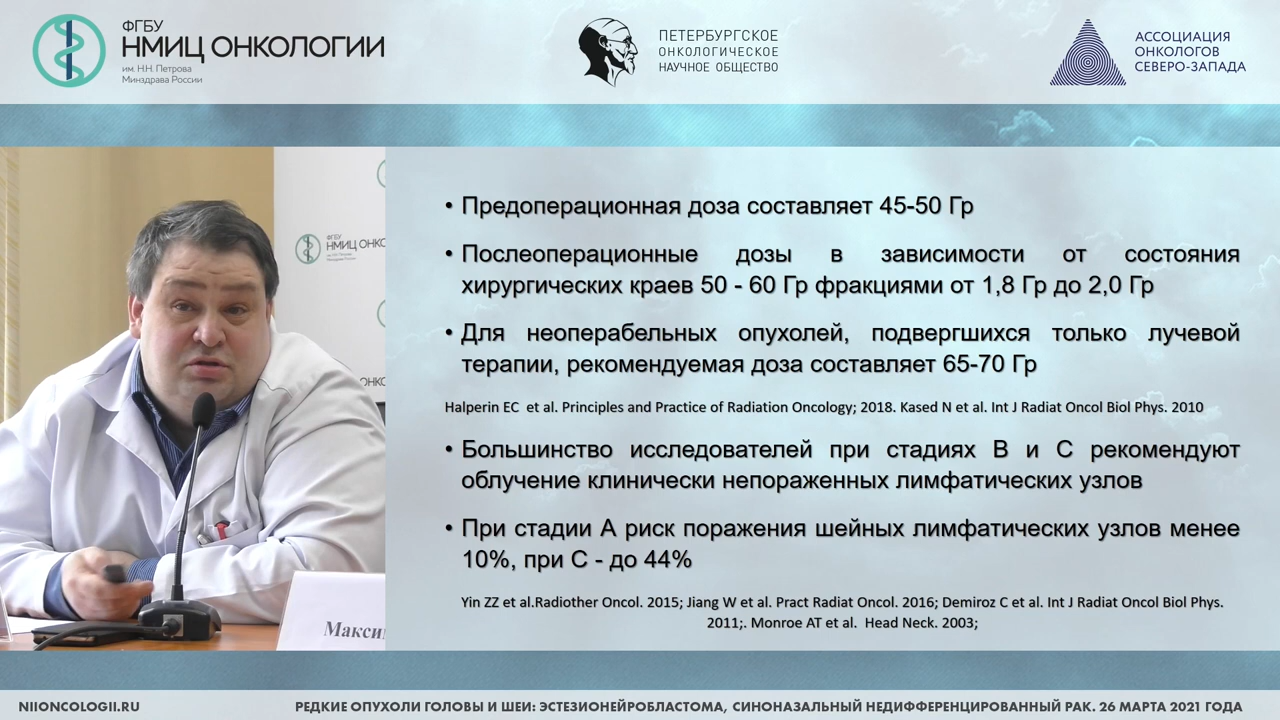 ФГБУ
НМИЦ ОНКОЛОГИИ
им. Н.Н. Петрова
Минздрава России
ПЕТЕРБУРГСКОЕ
ОНКОЛОГИЧЕСКОЕ
НАУЧНОЕ ОБЩЕСТВО
АССОЦИАЦИЯ
ОНКОЛОГОВ
СЕВЕРО-ЗАПАДА
ФГБУ
НМИЦ ОНКО
• Предоперационная доза составляет 45-50 Гр
• Послеоперационные дозы в зависимости от состояния
хирургических краев 50 - 60 Гр фракциями от 1,8 Гр до 2,0 Гр
• Для неоперабельных опухолей, подвергшихся только лучевой
терапии, рекомендуемая доза составляет 65-70 Гр
Halperin EC et al. Principles and Practice of Radiation Oncology; 2018. Kased N et al. Int J Radiat Oncol Biol Phys. 2010
• Большинство исследователей при стадиях В и С рекомендуют
облучение клинически непораженных лимфатических узлов
• При стадии А риск поражения шейных лимфатических узлов менее
10%, при С - до 44%
Yin ZZ et al.Radiother Oncol. 2015; Jiang W et al. Pract Radiat Oncol. 2016; Demiroz C et al. Int J Radiat Oncol Biol Phys.
2011;. Monroe AT et al. Head Neck. 2003;
Макси
NIIONCOLOGII.RU
РЕДКИЕ ОПУХОЛИ ГОЛОВЫ И ШЕИ: ЭСТЕЗИОНЕЙРОБЛАСТОМА, СИНОНАЗАЛЬНЫЙ НЕДИФФЕРЕНЦИРОВАННЫЙ РАК. 26 МАРТА 2021 ГОДА